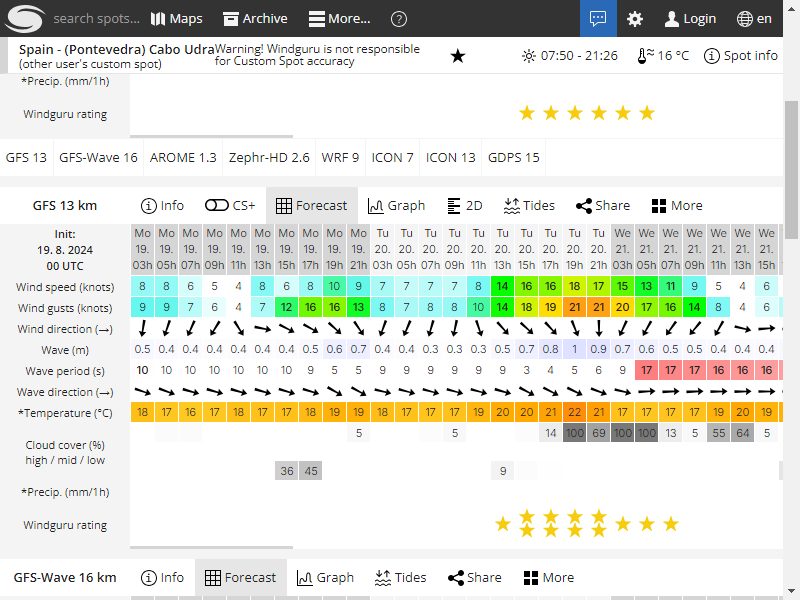 search spots... Maps Archive More... ? Login en
Spain - (Pontevedra) Cabo Udra Warning! Windguru is not responsible
(other user's custom spot) for Custom Spot accuracy
07:50 - 21:26 16 °C Spot info
*Precip. (mm/1h)
Windguru rating
GFS 13 GFS-Wave 16 AROME 1.3 Zephr-HD 2.6 WRF 9 ICON 7 ICON 13 GDPS 15
GFS 13 km Info CS+ Forecast Graph 2D Tides Share More
Init: Mo Mo Mo Mo Mo Mo Mo Mo Mo Mo Tu Tu Tu Tu Tu Tu Tu Tu Tu Tu We We We We We We We
19. 8. 2024 19. 19. 19. 19. 19. 19. 19. 19. 19. 19. 20. 20. 20. 20. 20. 20. 20. 20. 20. 20. 21. 21. 21. 21. 21. 21. 21.
00 UTC 03h 05h 07h 09h 11h 13h 15h 17h 19h 21h 03h 05h 07h 09h 11h 13h 15h 17h 19h 21h 03h 05h 07h 09h 11h 13h 15h
Wind speed (knots) 8 8 6 5 4 8 6 8 10 9 7 7 7 7 8 14 16 16 18 17 15 13 11 9 5 4 6
Wind gusts (knots) 9 9 7 6 4 7 12 16 16 13 8 7 8 8 10 14 18 19 21 21 20 17 16 14 8 4 6
Wind direction (→)
Wave (m) 0.5 0.4 0.4 0.4 0.4 0.4 0.4 0.5 0.6 0.7 0.4 0.4 0.3 0.3 0.3 0.5 0.7 0.8 1 0.9 0.7 0.6 0.5 0.5 0.4 0.4 0.4
Wave period (s) 10 10 10 10 10 10 10 9 5 5 9 9 9 9 9 9 3 4 5 6 9 17 17 17 16 16 16
Wave direction (→)
*Temperature (°C) 18 17 16 17 18 17 17 18 19 19 18 17 17 17 19 20 20 21 22 21 17 17 17 17 19 20 19
Cloud cover (%) 5 5 14 100 69 100 100 13 5 55 64 5
high / mid / low 36 45 9
*Precip. (mm/1h)
Windguru rating
GFS-Wave 16 km Info Forecast Graph Tides Share More